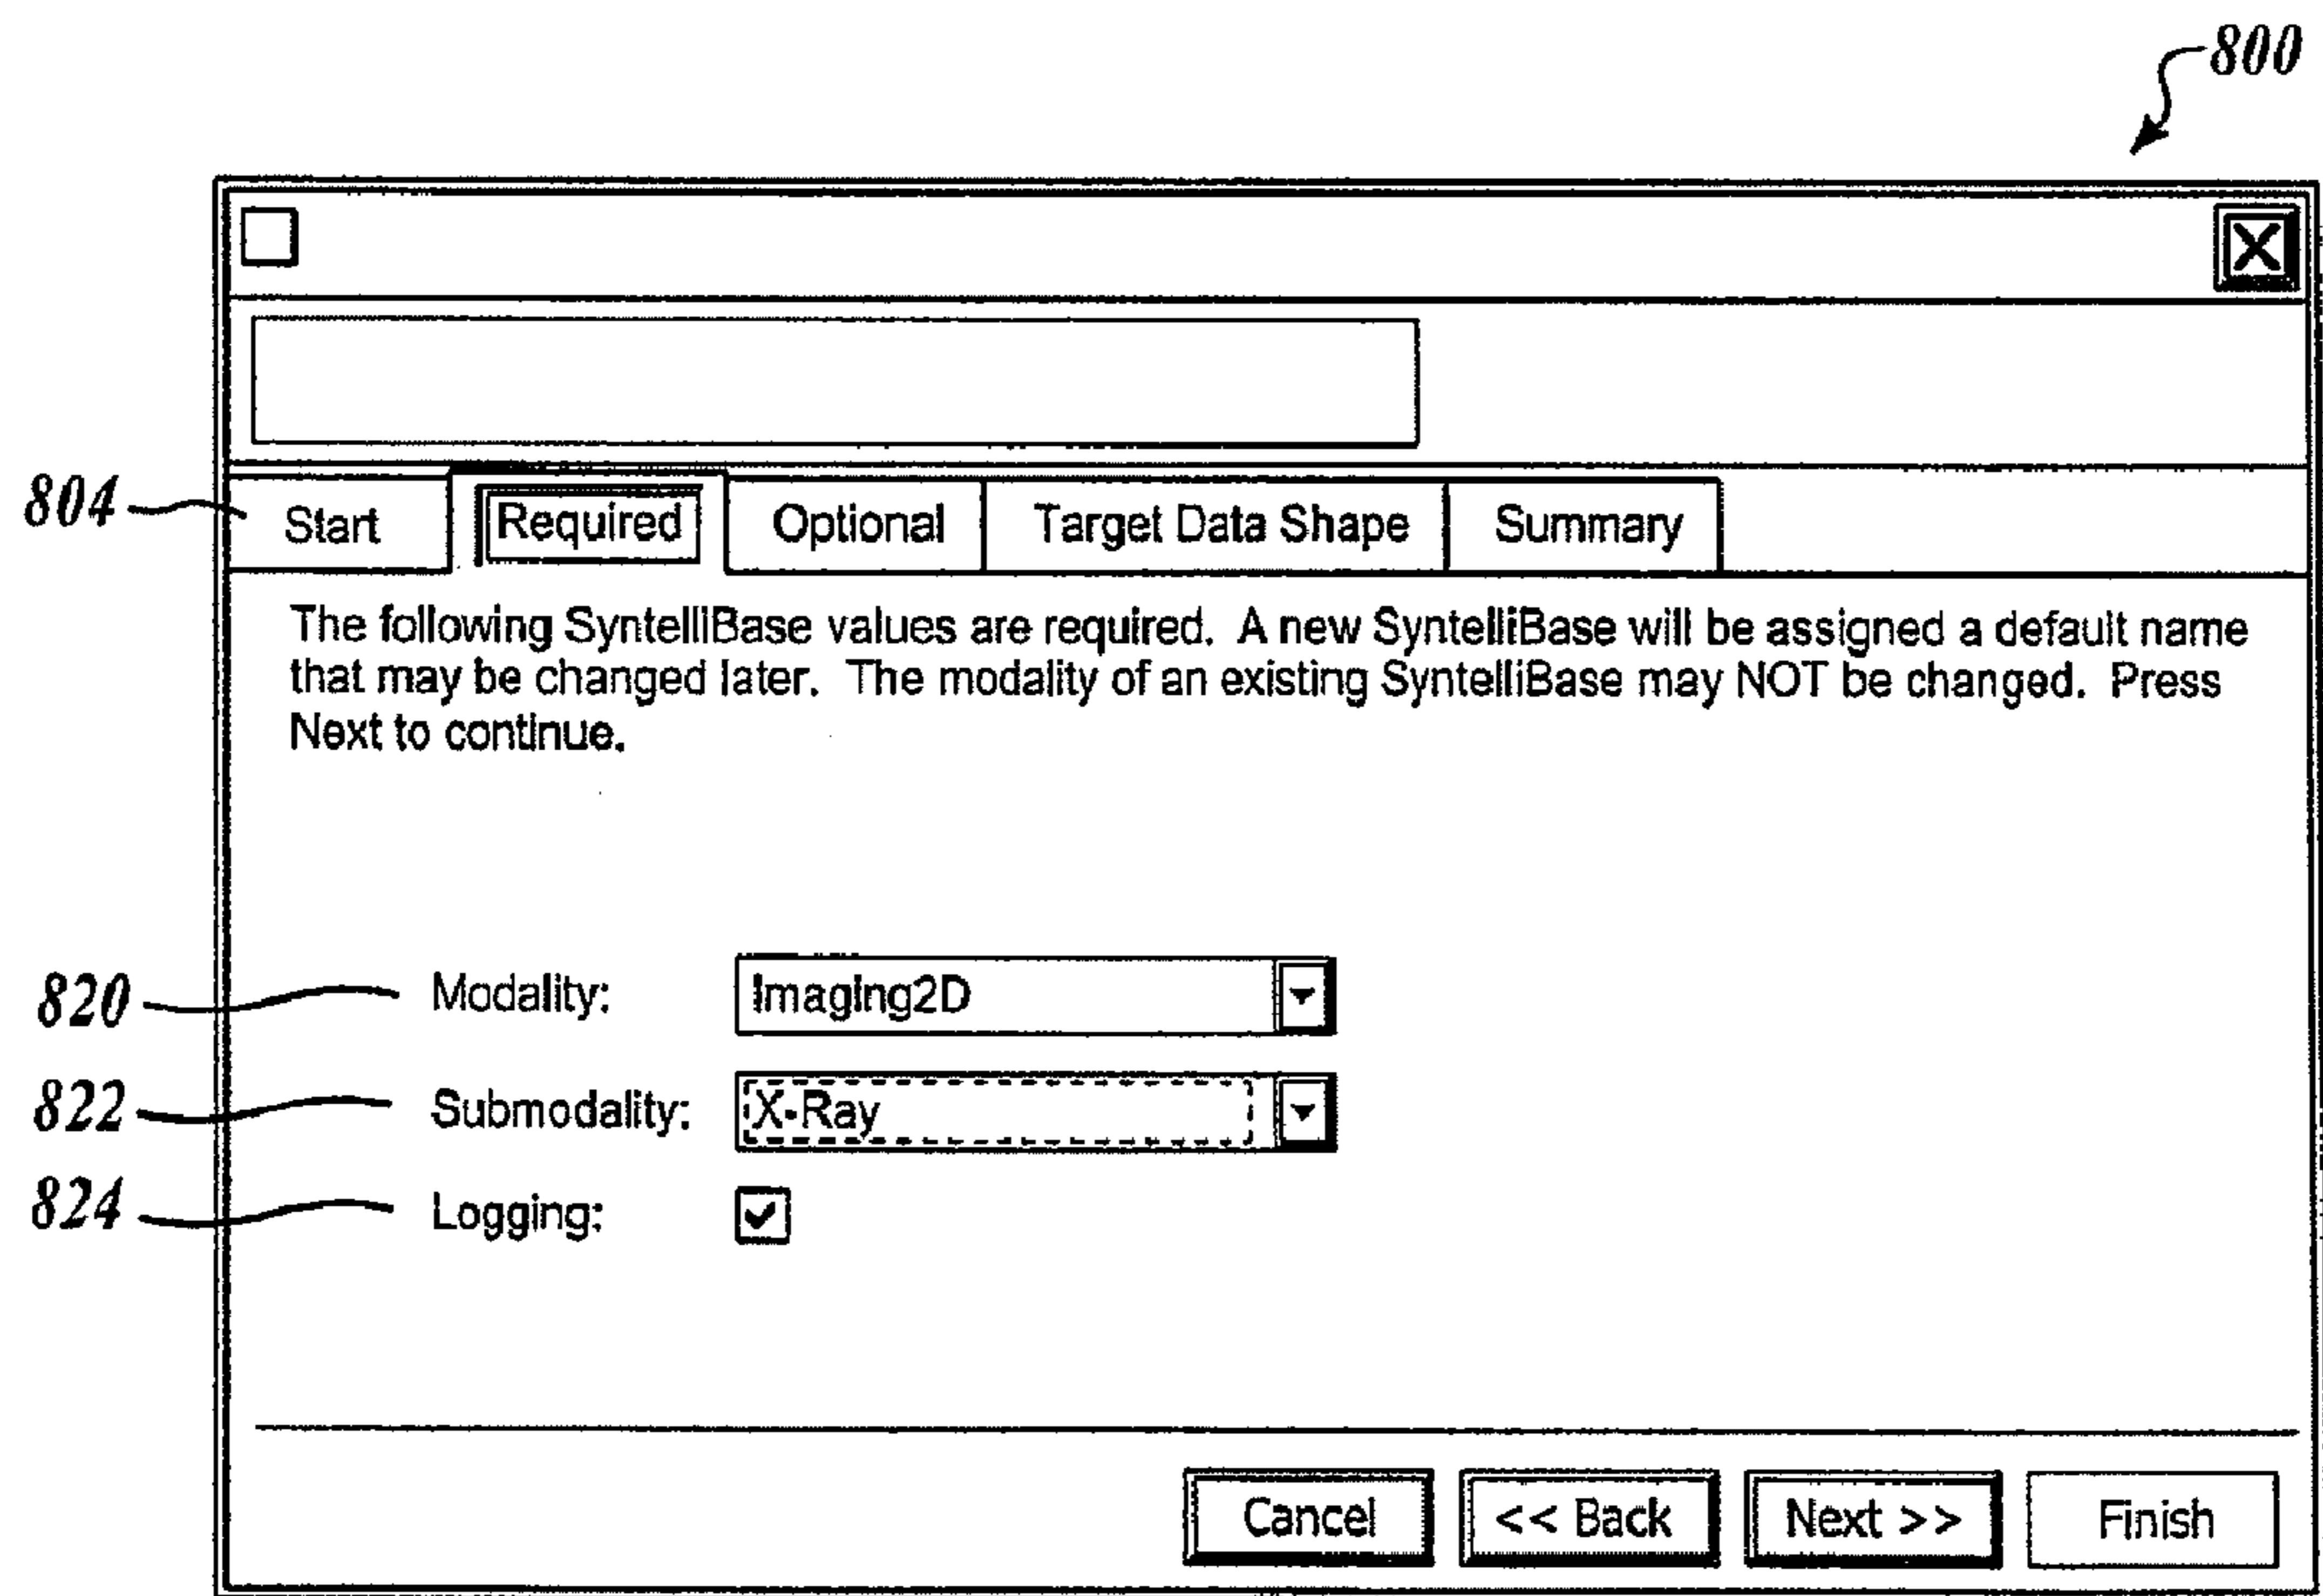 800
804
Start Required Optional Target Data Shape Summary
The following SyntelliBase values are required. A new SyntelliBase will be assigned a default name
that may be changed later. The modality of an existing SyntelliBase may NOT be changed. Press
Next to continue.
820 Modality: Imaging2D
822 Submodality: X-Ray
824 Logging:
Cancel << Back Next >> Finish